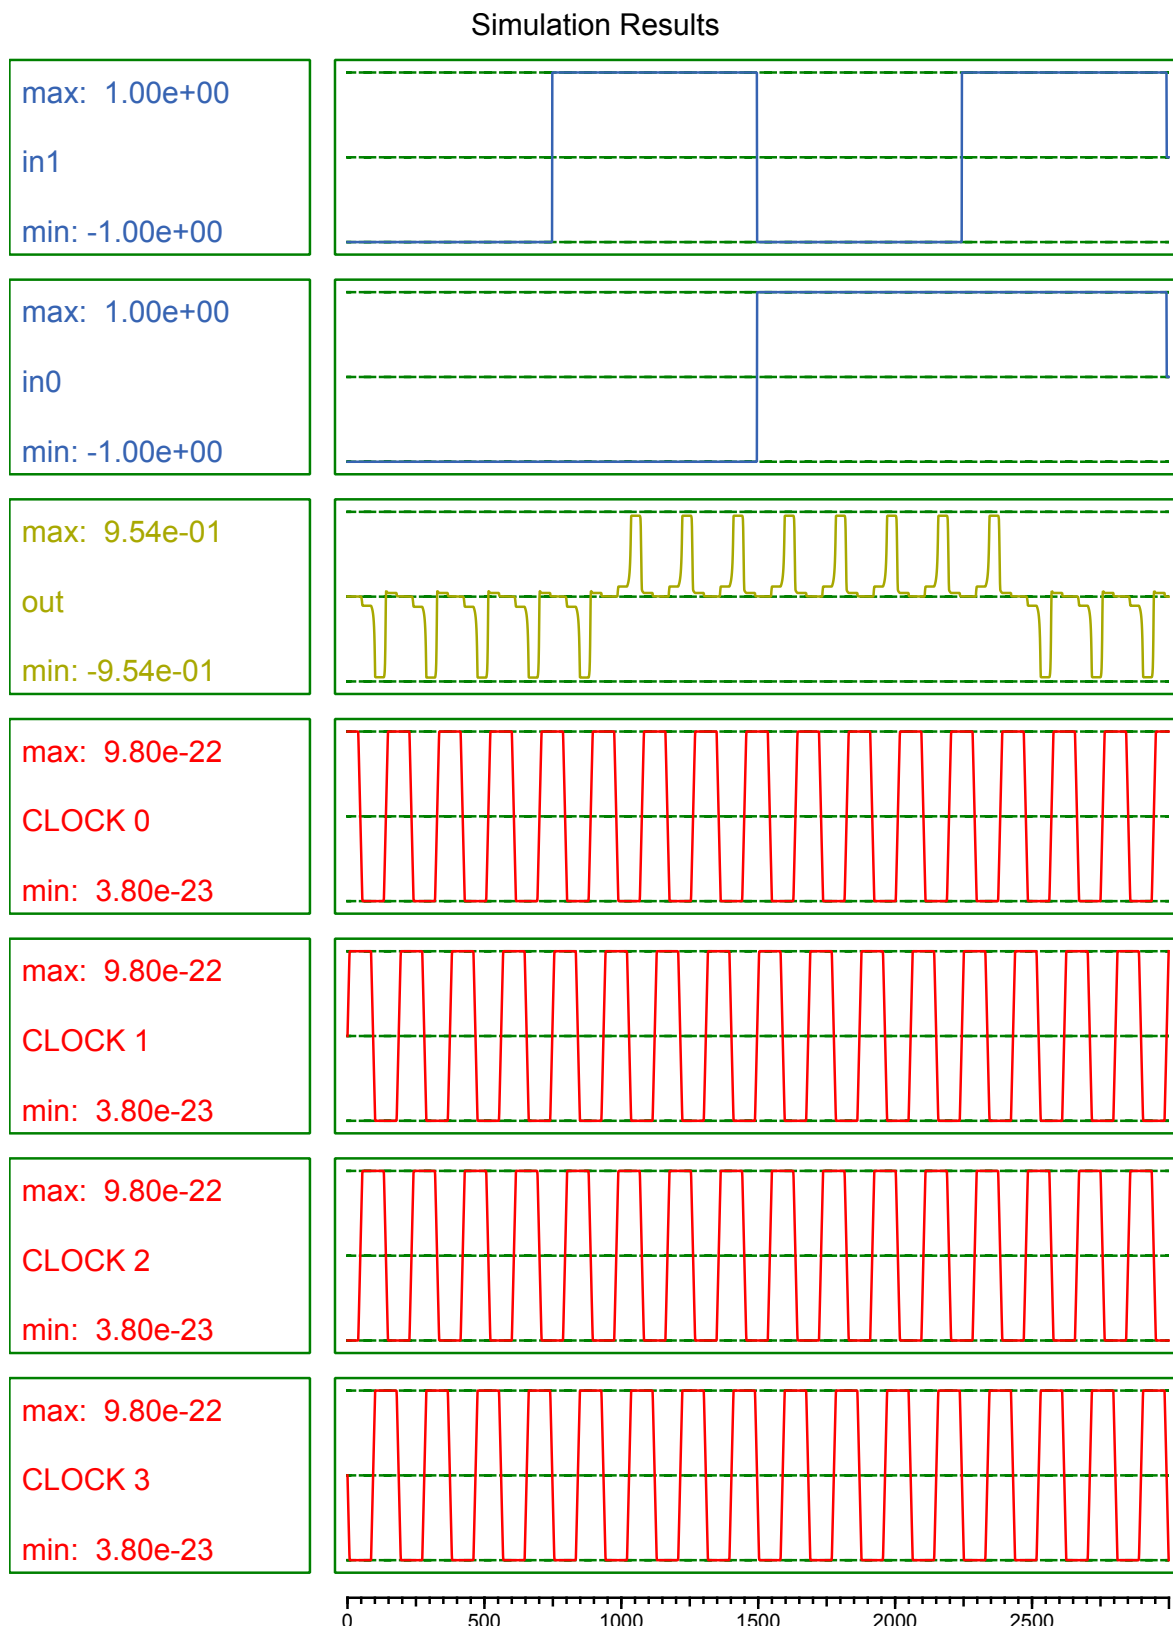 Simulation Results
max: 1.00e+00
in1
min: -1.00e+00
max: 1.00e+00
in0
min: -1.00e+00
max: 9.54e-01
out
min: -9.54e-01
max: 9.80e-22
CLOCK 0
min: 3.80e-23
max: 9.80e-22
CLOCK 1
min: 3.80e-23
max: 9.80e-22
CLOCK 2
min: 3.80e-23
max: 9.80e-22
CLOCK 3
min: 3.80e-23
0 500 1000 1500 2000 2500